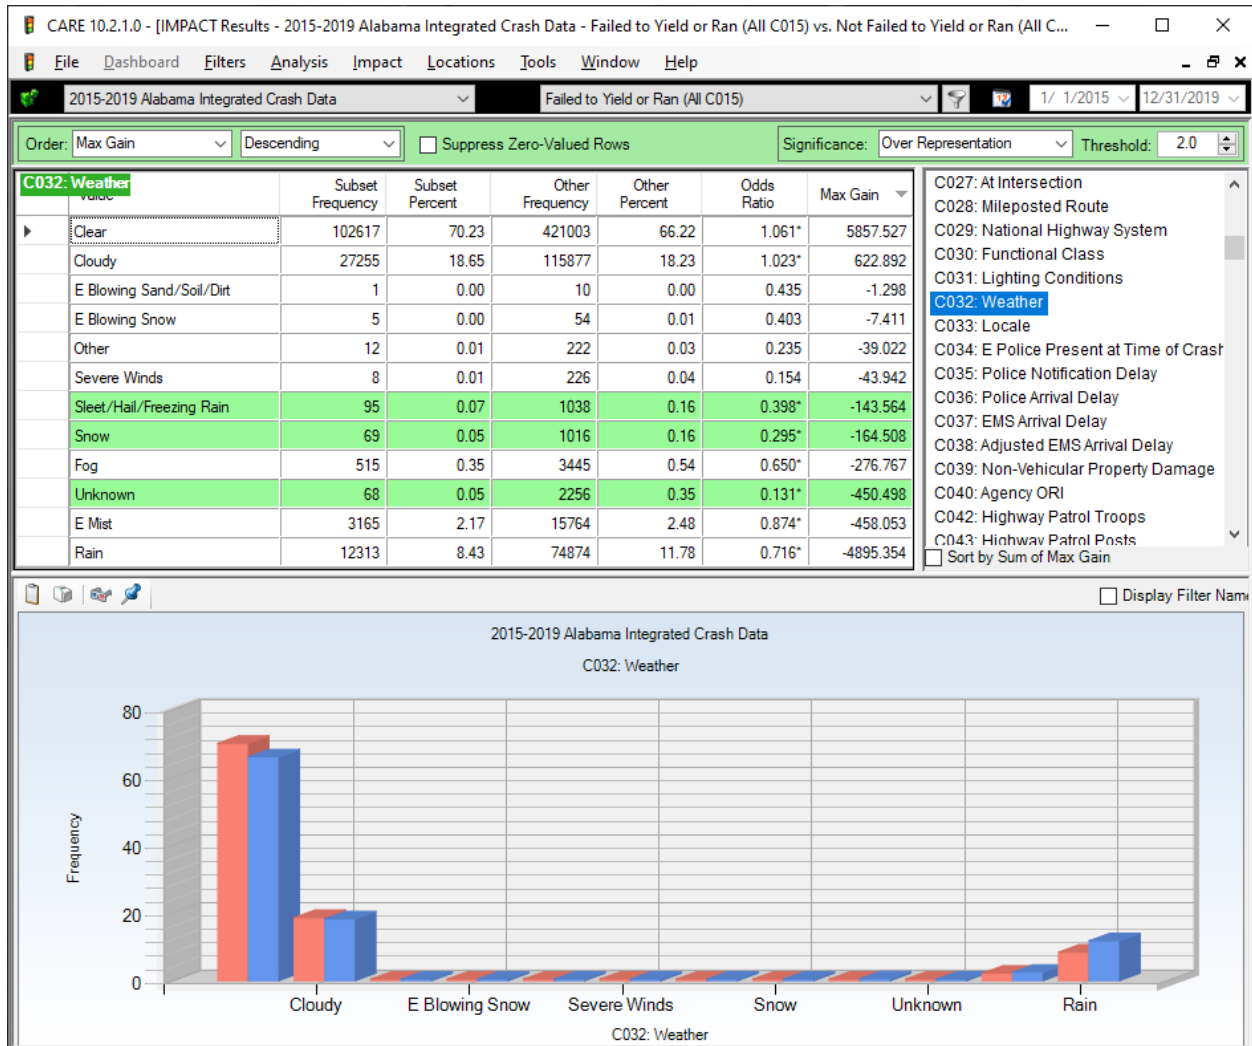 CARE 10.2.1.0 - [IMPACT Results - 2015-2019 Alabama Integrated Crash Data - Failed to Yield or Ran (All C015) vs. Not Failed to Yield or Ran (All C...
File Dashboard Filters Analysis Impact Locations Tools Window Help
2015-2019 Alabama Integrated Crash Data Failed to Yield or Ran (All C015) 1/ 1/2015 12/31/2019
Order: Max Gain Descending Suppress Zero-Valued Rows Significance: Over Representation Threshold: 2.0
C032: Weather Subset Frequency Subset Percent Other Frequency Other Percent Odds Ratio Max Gain
Clear 102617 70.23 421003 66.22 1.061* 5857.527
Cloudy 27255 18.65 115877 18.23 1.023* 622.892
E Blowing Sand/Soil/Dirt 1 0.00 10 0.00 0.435 -1.298
E Blowing Snow 5 0.00 54 0.01 0.403 -7.411
Other 12 0.01 222 0.03 0.235 -39.022
Severe Winds 8 0.01 226 0.04 0.154 -43.942
Sleet/Hail/Freezing Rain 95 0.07 1038 0.16 0.398* -143.564
Snow 69 0.05 1016 0.16 0.295* -164.508
Fog 515 0.35 3445 0.54 0.650* -276.767
Unknown 68 0.05 2256 0.35 0.131* -450.498
E Mist 3165 2.17 15764 2.48 0.874* -458.053
Rain 12313 8.43 74874 11.78 0.716* -4895.354
C027: At Intersection
C028: Mileposted Route
C029: National Highway System
C030: Functional Class
C031: Lighting Conditions
C032: Weather
C033: Locale
C034: E Police Present at Time of Crash
C035: Police Notification Delay
C036: Police Arrival Delay
C037: EMS Arrival Delay
C038: Adjusted EMS Arrival Delay
C039: Non-Vehicular Property Damage
C040: Agency ORI
C042: Highway Patrol Troops
C043: Highway Patrol Posts
Sort by Sum of Max Gain
Display Filter Name
2015-2019 Alabama Integrated Crash Data
C032: Weather
80
60
40
20
0
Frequency
Cloudy E Blowing Snow Severe Winds Snow Unknown Rain
C032: Weather